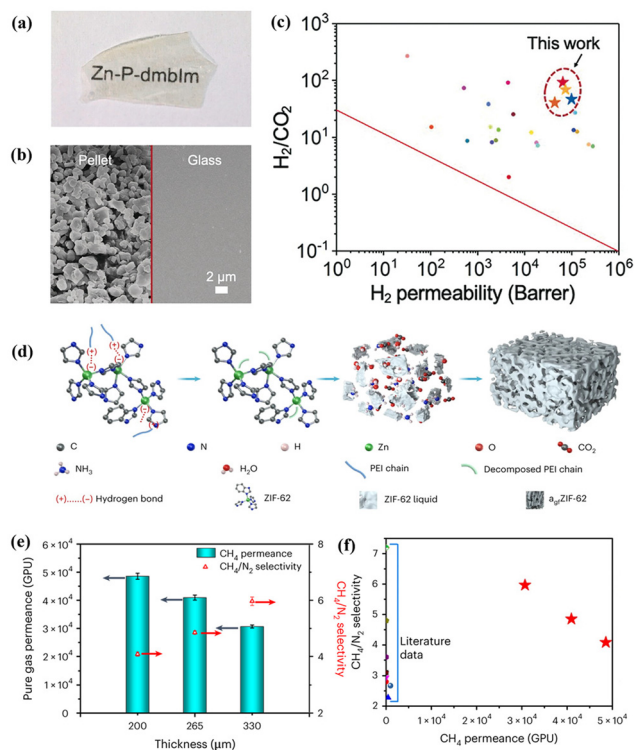 (a)
Zn-P-dmbIm
(b)
Pellet
Glass
2 μm
(c)
H₂/CO₂
10³
10²
10¹
10⁰
10⁻¹
This work
10⁰ 10¹ 10² 10³ 10⁴ 10⁵ 10⁶
H₂ permeability (Barrer)
(d)
(+)
(−)
(+)
(−)
(−)
C
N
H
Zn
O
CO₂
NH₃
H₂O
PEI chain
Decomposed PEI chain
(+)......(−) Hydrogen bond
ZIF-62
ZIF-62 liquid
agfZIF-62
(e)
Pure gas permeance (GPU)
6 × 10⁴
5 × 10⁴
4 × 10⁴
3 × 10⁴
2 × 10⁴
1 × 10⁴
0
CH₄ permeance
CH₄/N₂ selectivity
8
6
4
2
CH₄/N₂ selectivity
200 265 330
Thickness (μm)
(f)
CH₄/N₂ selectivity
7
6
5
4
3
2
Literature
data
0 1 × 10⁴ 2 × 10⁴ 3 × 10⁴ 4 × 10⁴ 5 × 10⁴
CH₄ permeance (GPU)